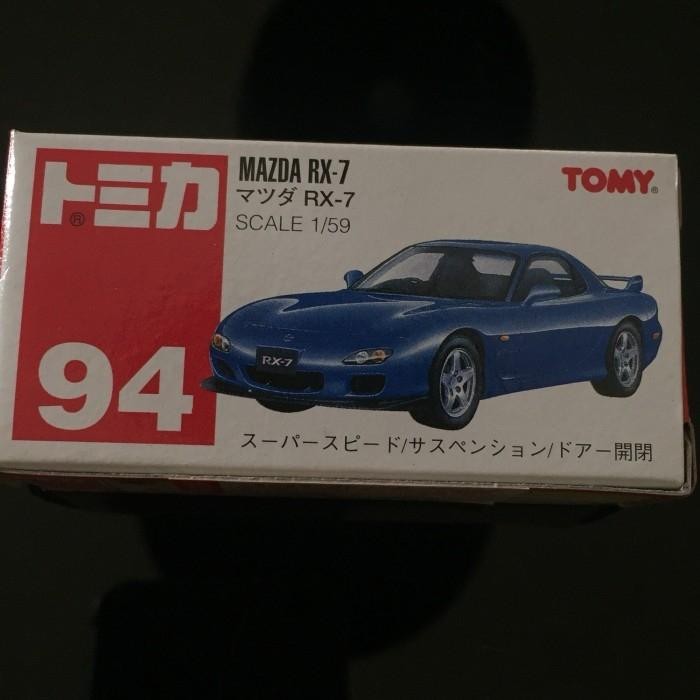 トミカ®
94
MAZDA RX-7
マツダ RX-7
SCALE 1/59
TOMY®
RX-7
スーパースピード/サスペンション/ドアー開閉